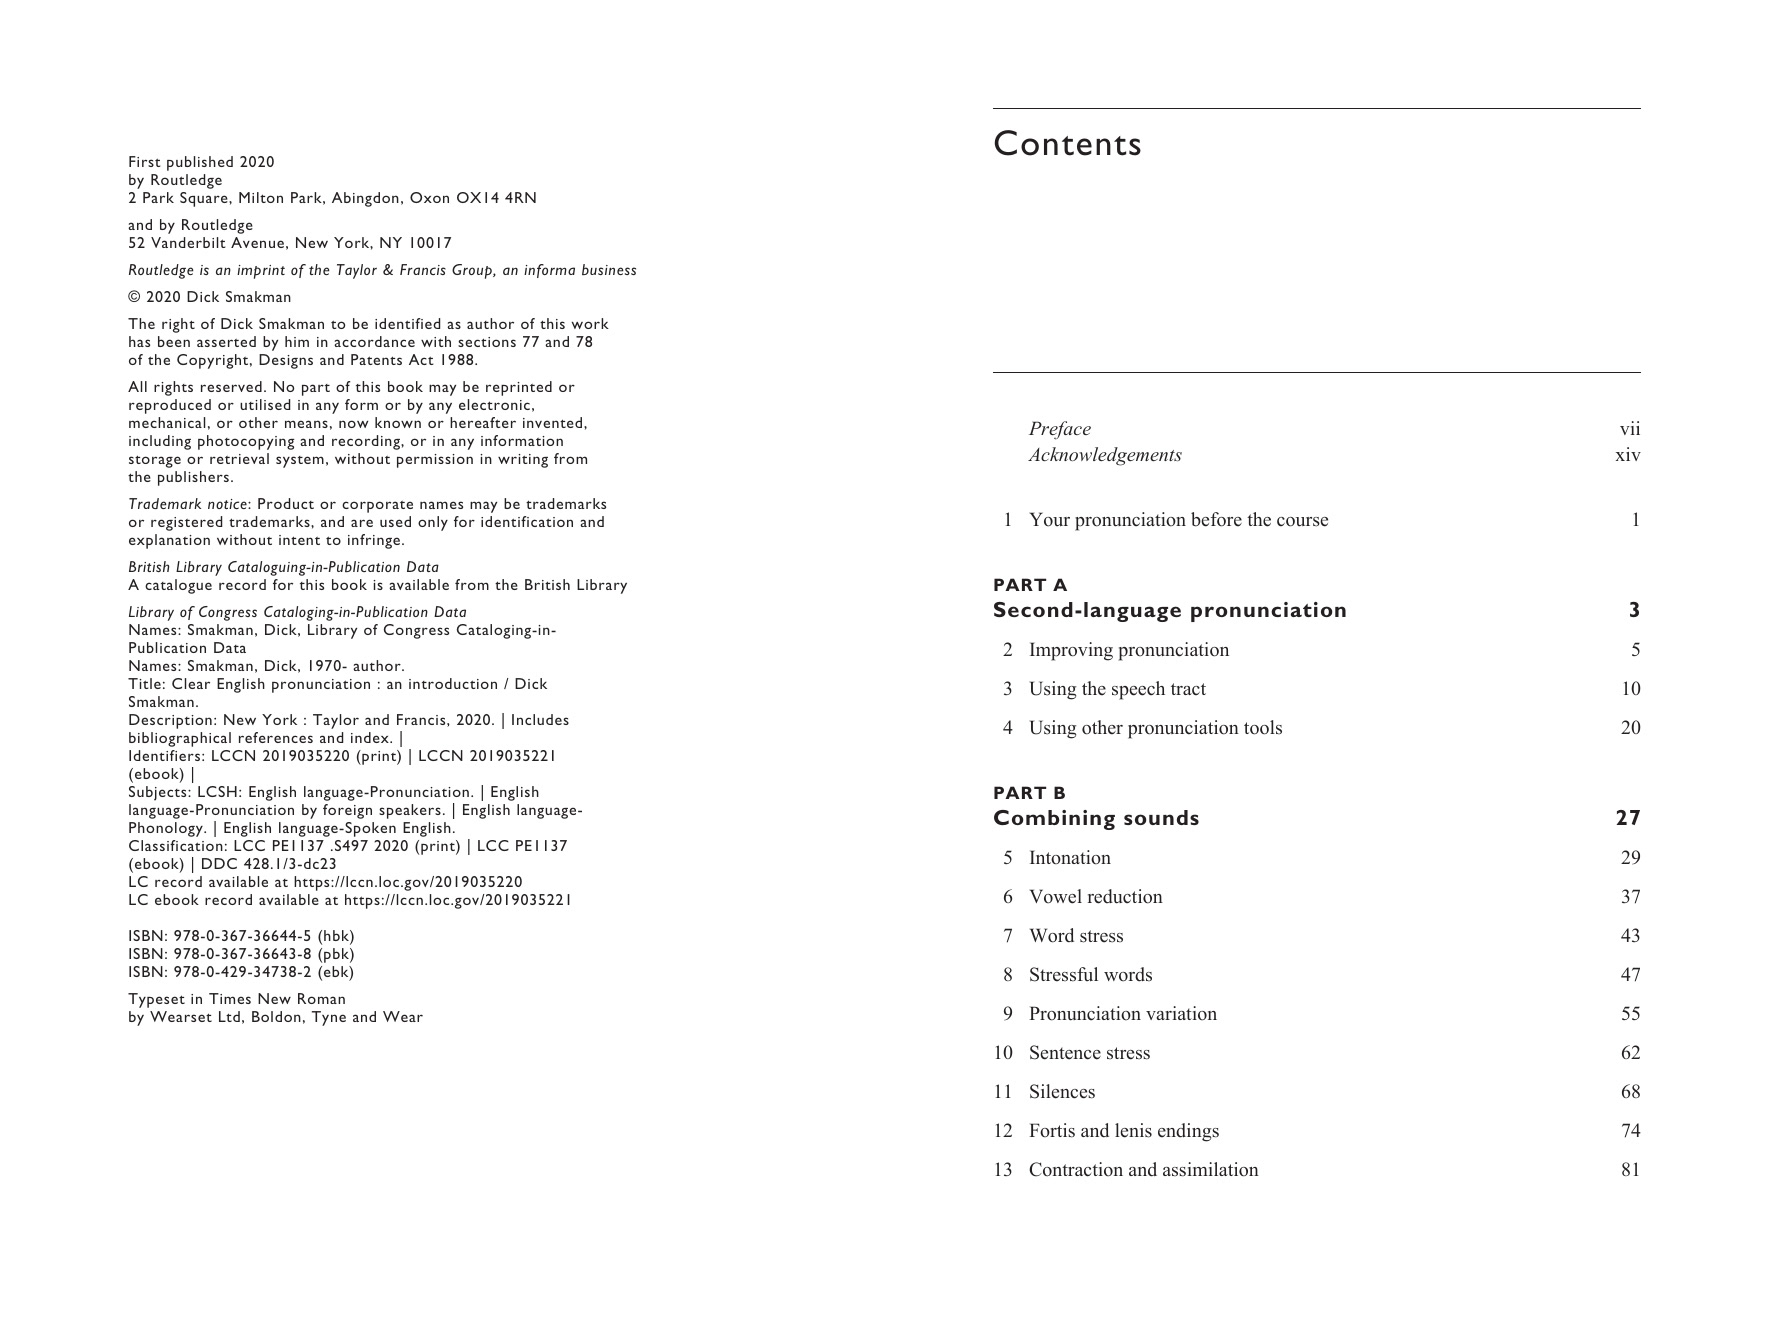 First published 2020
by Routledge
2 Park Square, Milton Park, Abingdon, Oxon OX14 4RN
and by Routledge
52 Vanderbilt Avenue, New York, NY 10017
Routledge is an imprint of the Taylor & Francis Group, an informa business
© 2020 Dick Smakman
The right of Dick Smakman to be identified as author of this work
has been asserted by him in accordance with sections 77 and 78
of the Copyright, Designs and Patents Act 1988.
All rights reserved. No part of this book may be reprinted or
reproduced or utilised in any form or by any electronic,
mechanical, or other means, now known or hereafter invented,
including photocopying and recording, or in any information
storage or retrieval system, without permission in writing from
the publishers.
Trademark notice: Product or corporate names may be trademarks
or registered trademarks, and are used only for identification and
explanation without intent to infringe.
British Library Cataloguing-in-Publication Data
A catalogue record for this book is available from the British Library
Library of Congress Cataloging-in-Publication Data
Names: Smakman, Dick, Library of Congress Cataloging-in-
Publication Data
Names: Smakman, Dick, 1970- author.
Title: Clear English pronunciation : an introduction / Dick
Smakman.
Description: New York : Taylor and Francis, 2020. | Includes
bibliographical references and index. |
Identifiers: LCCN 2019035220 (print) | LCCN 2019035221
(ebook) |
Subjects: LCSH: English language-Pronunciation. | English
language-Pronunciation by foreign speakers. | English language-
Phonology. | English language-Spoken English.
Classification: LCC PE1137 .S497 2020 (print) | LCC PE1137
(ebook) | DDC 428.1/3-dc23
LC record available at https://lccn.loc.gov/2019035220
LC ebook record available at https://lccn.loc.gov/2019035221
ISBN: 978-0-367-36644-5 (hbk)
ISBN: 978-0-367-36643-8 (pbk)
ISBN: 978-0-429-34738-2 (ebk)
Typeset in Times New Roman
by Wearset Ltd, Boldon, Tyne and Wear
Contents
Preface vii
Acknowledgements xiv
1 Your pronunciation before the course 1
PART A
Second-language pronunciation 3
2 Improving pronunciation 5
3 Using the speech tract 10
4 Using other pronunciation tools 20
PART B
Combining sounds 27
5 Intonation 29
6 Vowel reduction 37
7 Word stress 43
8 Stressful words 47
9 Pronunciation variation 55
10 Sentence stress 62
11 Silences 68
12 Fortis and lenis endings 74
13 Contraction and assimilation 81